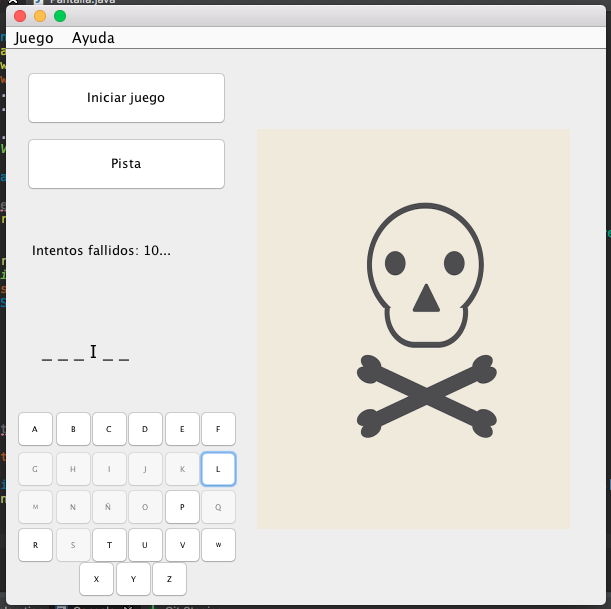 Pantalla.java
Juego Ayuda
Iniciar juego
Pista
Intentos fallidos: 10...
_ _ _ I _ _
A B C D E F
G H I J K L
M N Ñ O P Q
R S T U V W
X Y Z